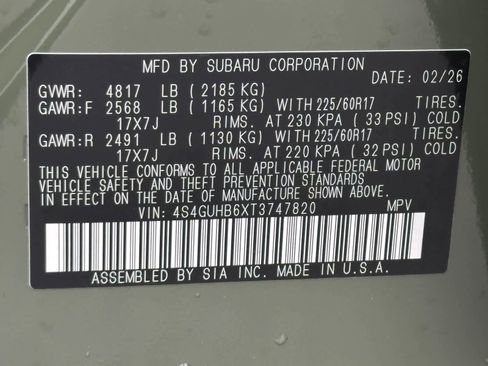 MFD BY SUBARU CORPORATION
DATE: 02/26
GVWR: 4817 LB ( 2185 KG)
GAWR:F 2568 LB ( 1165 KG) WITH 225/60R17 TIRES.
17X7J RIMS. AT 230 KPA ( 33 PSI) COLD
GAWR:R 2491 LB ( 1130 KG) WITH 225/60R17 TIRES.
17X7J RIMS. AT 220 KPA ( 32 PSI) COLD
THIS VEHICLE CONFORMS TO ALL APPLICABLE FEDERAL MOTOR
VEHICLE SAFETY AND THEFT PREVENTION STANDARDS
IN EFFECT ON THE DATE OF MANUFACTURE SHOWN ABOVE.
VIN: 4S4GUHB6XT3747820 MPV
ASSEMBLED BY SIA INC. MADE IN U.S.A.